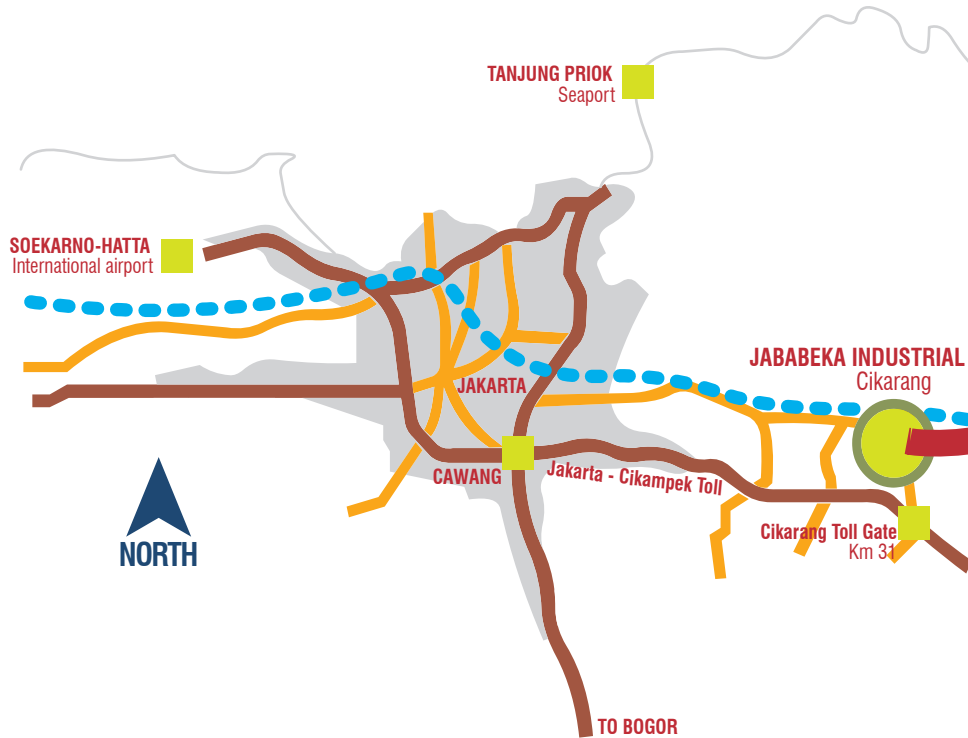 TANJUNG PRIOK
Seaport
SOEKARNO-HATTA
International airport
JABABEKA INDUSTRIAL
Cikarang
JAKARTA
CAWANG
Jakarta - Cikampek Toll
Cikarang Toll Gate
Km 31
NORTH
TO BOGOR